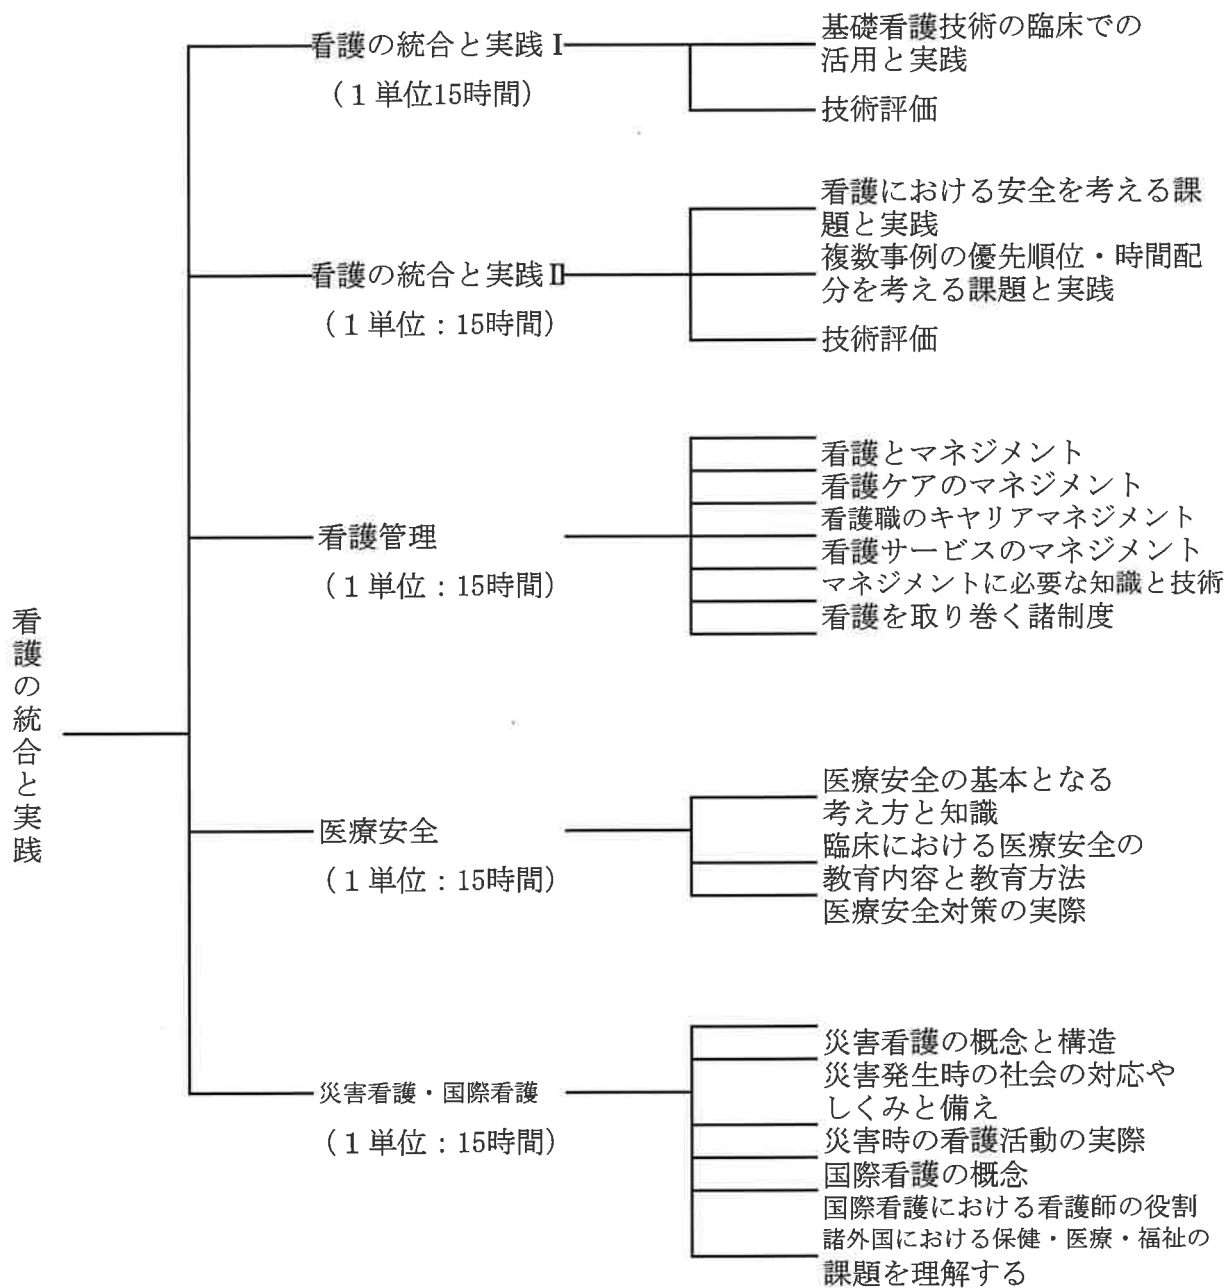 看護の統合と実践
看護の統合と実践Ⅰ
（１単位15時間）
基礎看護技術の臨床での
活用と実践
技術評価
看護の統合と実践Ⅱ
（１単位：15時間）
看護における安全を考える課
題と実践
複数事例の優先順位・時間配
分を考える課題と実践
技術評価
看護管理
（１単位：15時間）
看護とマネジメント
看護ケアのマネジメント
看護職のキヤリアマネジメント
看護サービスのマネジメント
マネジメントに必要な知識と技術
看護を取り巻く諸制度
医療安全
（１単位：15時間）
医療安全の基本となる
考え方と知識
臨床における医療安全の
教育内容と教育方法
医療安全対策の実際
災害看護・国際看護
（１単位：15時間）
災害看護の概念と構造
災害発生時の社会の対応や
しくみと備え
災害時の看護活動の実際
国際看護の概念
国際看護における看護師の役割
諸外国における保健・医療・福祉の
課題を理解する